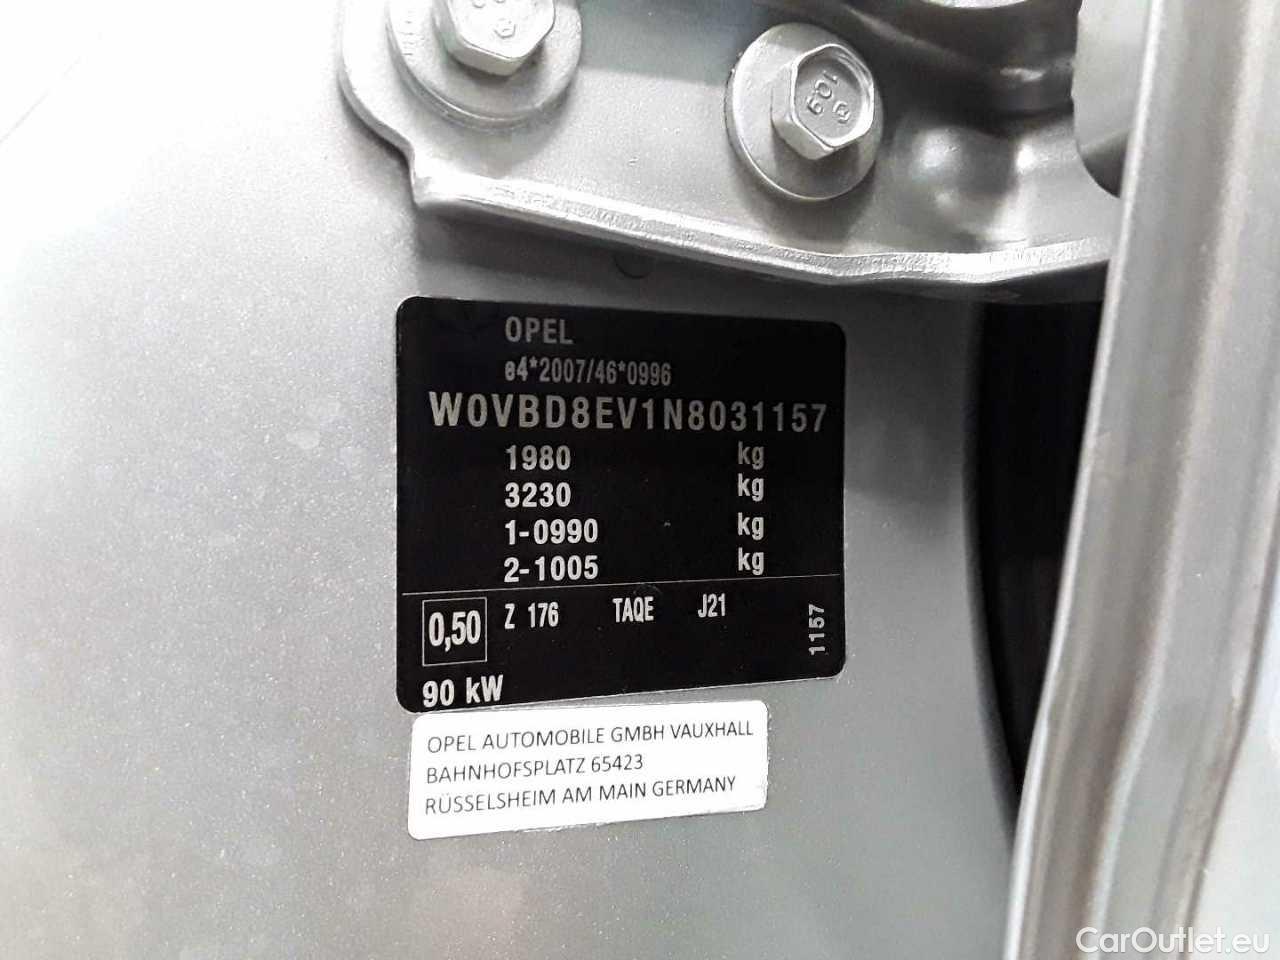 109
OPEL
e4*2007/46*0996
W0VBD8EV1N8031157
1980 kg
3230 kg
1-0990 kg
2-1005 kg
0,50 Z 176 TAQE J21
1157
90 kW
OPEL AUTOMOBILE GMBH VAUXHALL
BAHNHOFSPLATZ 65423
RÜSSELSHEIM AM MAIN GERMANY
CarOutlet.eu